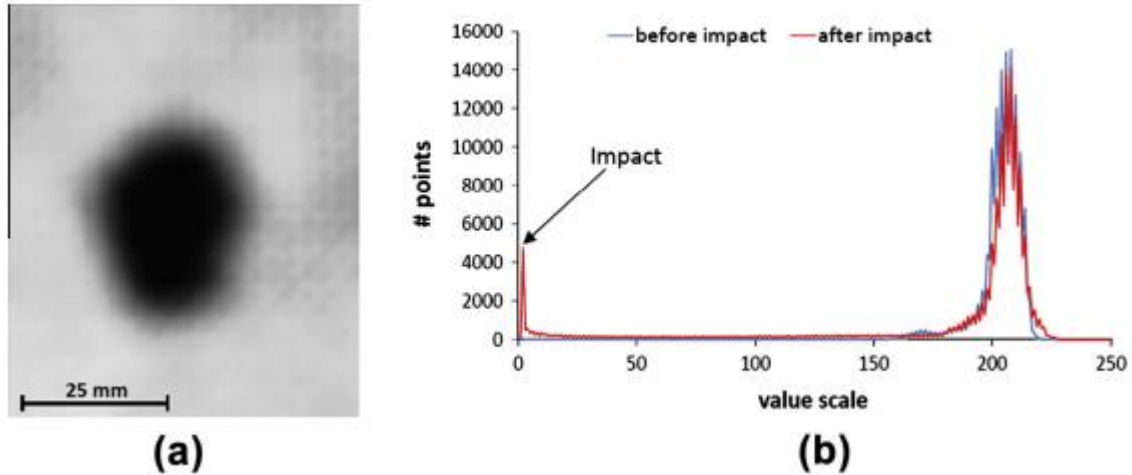 25 mm
(a)
before impact
after impact
Impact
# points
16000
14000
12000
10000
8000
6000
4000
2000
0
0 50 100 150 200 250
value scale
(b)